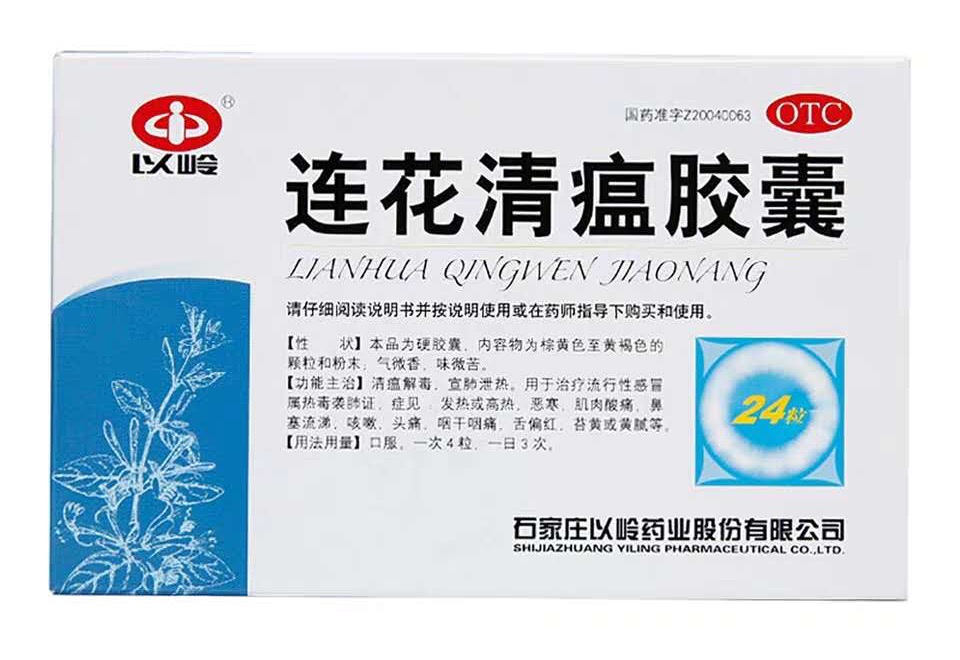 ®
以岭
国药准字Z20040063
OTC
连花清瘟胶囊
LIANHUA QINGWEN JIAONANG
请仔细阅读说明书并按说明使用或在药师指导下购买和使用。
【性　状】本品为硬胶囊，内容物为棕黄色至黄褐色的
颗粒和粉末；气微香，味微苦。
【功能主治】清瘟解毒，宣肺泄热。用于治疗流行性感冒
属热毒袭肺证，症见：发热或高热，恶寒，肌肉酸痛，鼻
塞流涕，咳嗽，头痛，咽干咽痛，舌偏红，苔黄或黄腻等。
【用法用量】口服。一次4粒，一日3次。
24粒
石家庄以岭药业股份有限公司
SHIJIAZHUANG YILING PHARMACEUTICAL CO.,LTD.